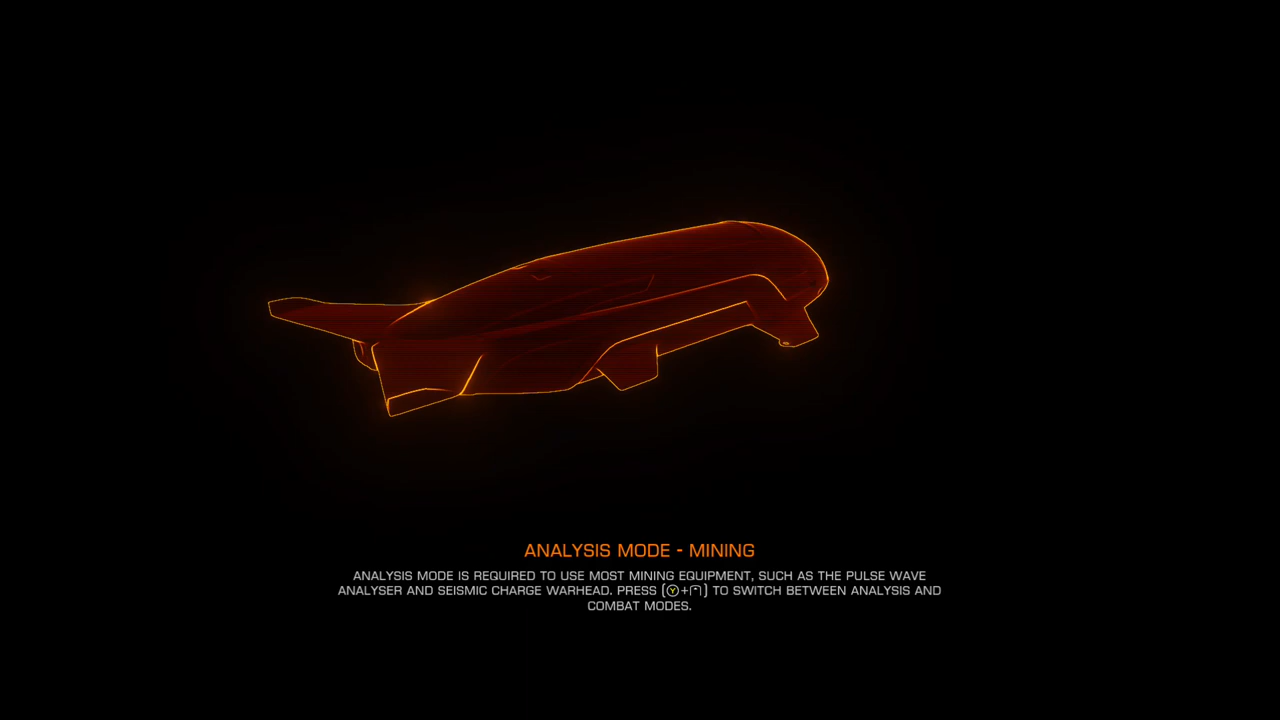 ANALYSIS MODE - MINING
ANALYSIS MODE IS REQUIRED TO USE MOST MINING EQUIPMENT, SUCH AS THE PULSE WAVE
ANALYSER AND SEISMIC CHARGE WARHEAD. PRESS [Ⓨ+] TO SWITCH BETWEEN ANALYSIS AND
COMBAT MODES.